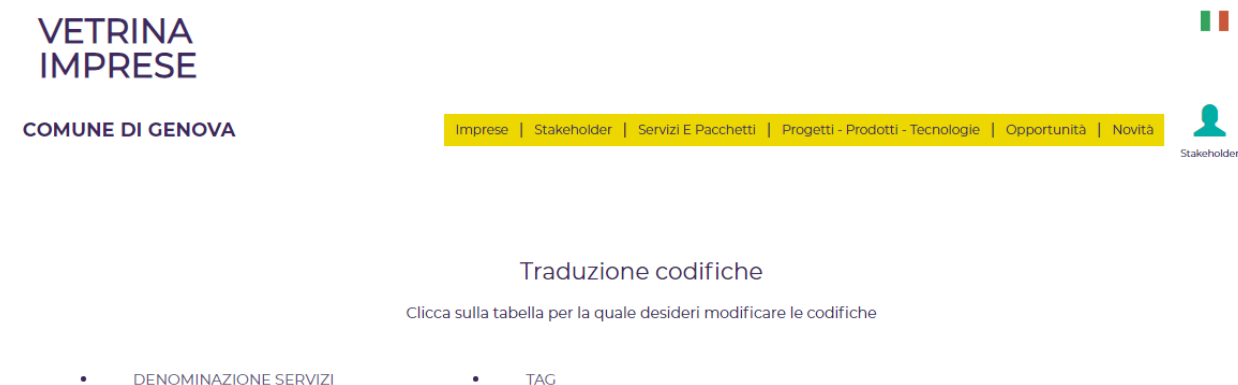 VETRINA
IMPRESE
COMUNE DI GENOVA
Imprese | Stakeholder | Servizi E Pacchetti | Progetti - Prodotti - Tecnologie | Opportunità | Novità
Stakeholder
Traduzione codifiche
Clicca sulla tabella per la quale desideri modificare le codifiche
• DENOMINAZIONE SERVIZI
• TAG